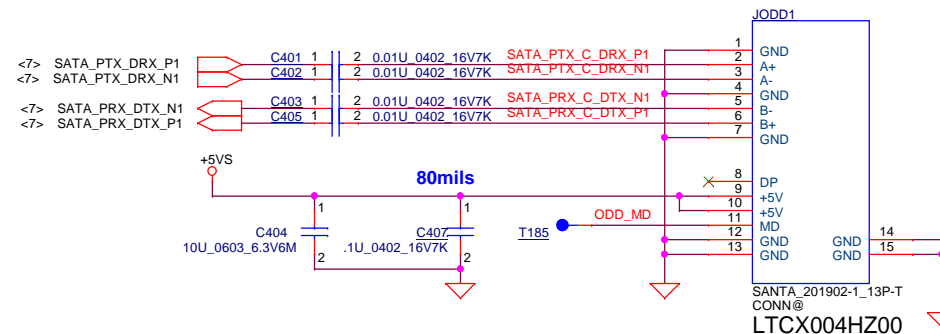 JODD1
<7> SATA_PTX_DRX_P1 C401 1 2 0.01U_0402_16V7K SATA_PTX_C_DRX_P1 1 GND
<7> SATA_PTX_DRX_N1 C402 1 2 0.01U_0402_16V7K SATA_PTX_C_DRX_N1 2 A+
3 A-
4 GND
<7> SATA_PRX_DTX_N1 C403 1 2 0.01U_0402_16V7K SATA_PRX_C_DTX_N1 5 B-
<7> SATA_PRX_DTX_P1 C405 1 2 0.01U_0402_16V7K SATA_PRX_C_DTX_P1 6 B+
7 GND
+5VS
80mils
8 DP
9 +5V
10 +5V
T185 ODD_MD 11 MD
12 GND GND 14
13 GND GND 15
1 1
C404 C407
10U_0603_6.3V6M .1U_0402_16V7K
2 2
SANTA_201902-1_13P-T
CONN@
LTCX004HZ00